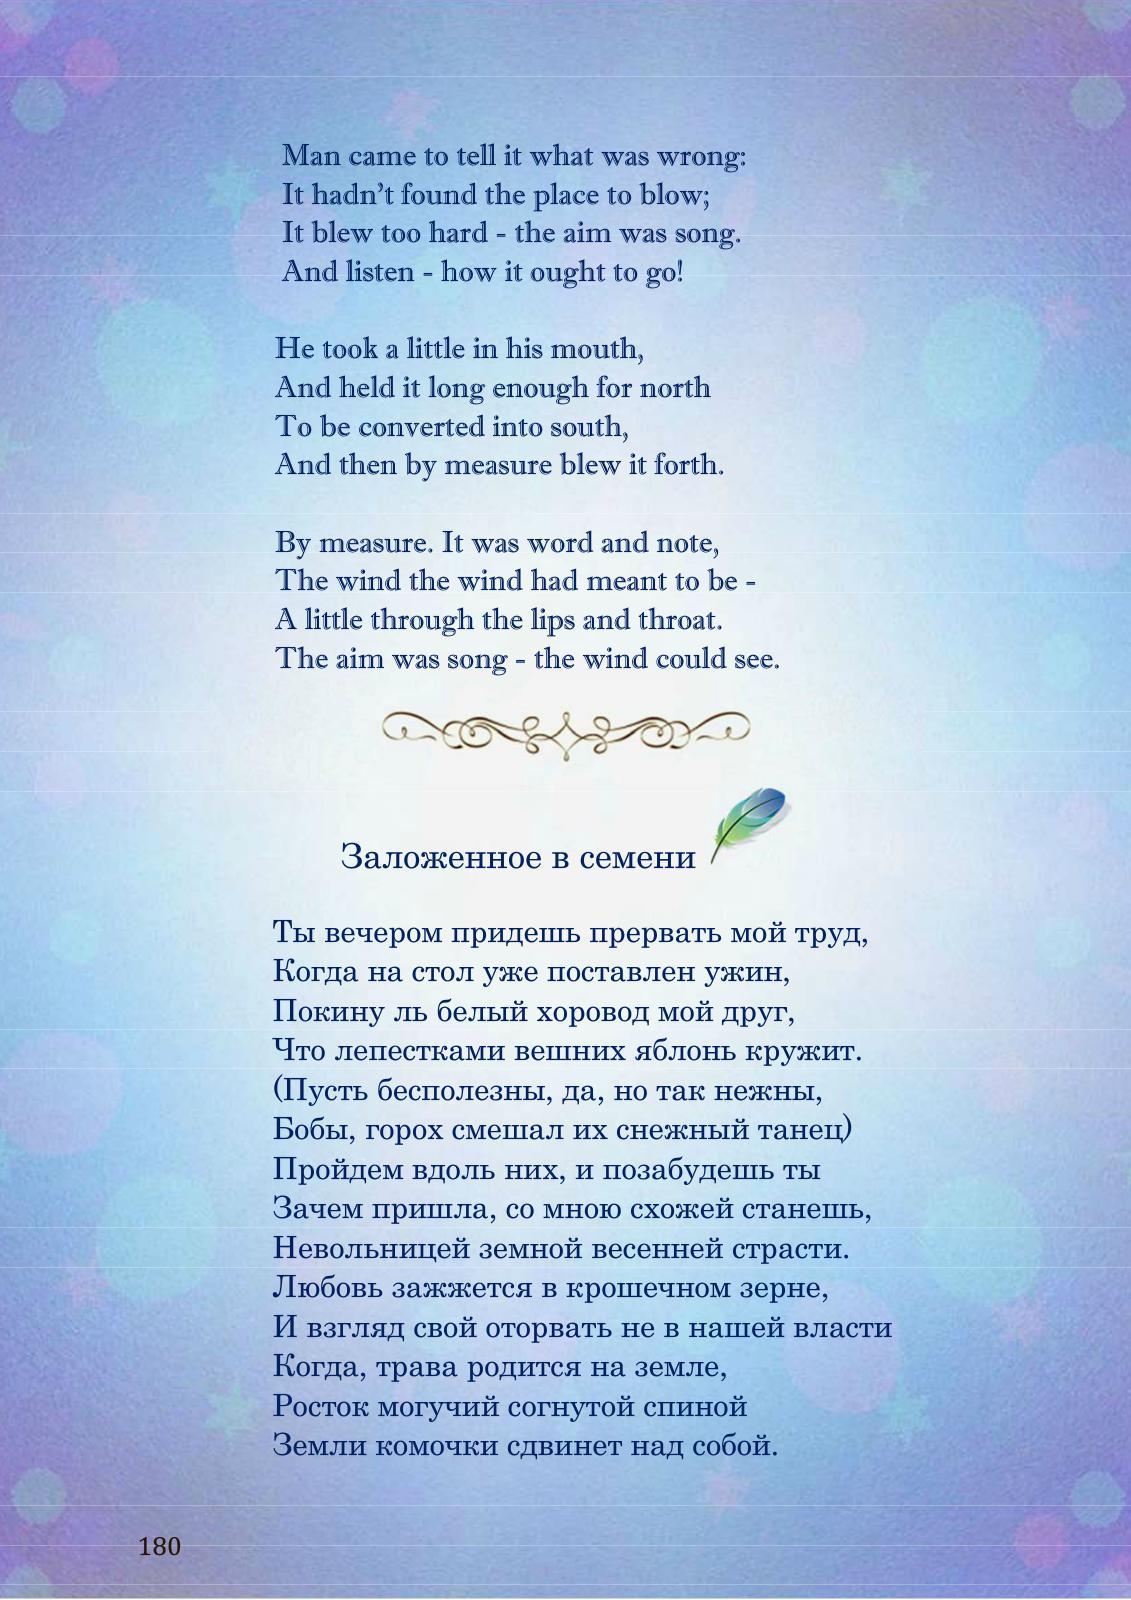 Man came to tell it what was wrong:
It hadn’t found the place to blow;
It blew too hard - the aim was song.
And listen - how it ought to go!
He took a little in his mouth,
And held it long enough for north
To be converted into south,
And then by measure blew it forth.
By measure. It was word and note,
The wind the wind had meant to be -
A little through the lips and throat.
The aim was song - the wind could see.
Заложенное в семени
Ты вечером придешь прервать мой труд,
Когда на стол уже поставлен ужин,
Покину ль белый хоровод мой друг,
Что лепестками вешних яблонь кружит.
(Пусть бесполезны, да, но так нежны,
Бобы, горох смешал их снежный танец)
Пройдем вдоль них, и позабудешь ты
Зачем пришла, со мною схожей станешь,
Невольницей земной весенней страсти.
Любовь зажжется в крошечном зерне,
И взгляд свой оторвать не в нашей власти
Когда, трава родится на земле,
Росток могучий согнутой спиной
Земли комочки сдвинет над собой.
180